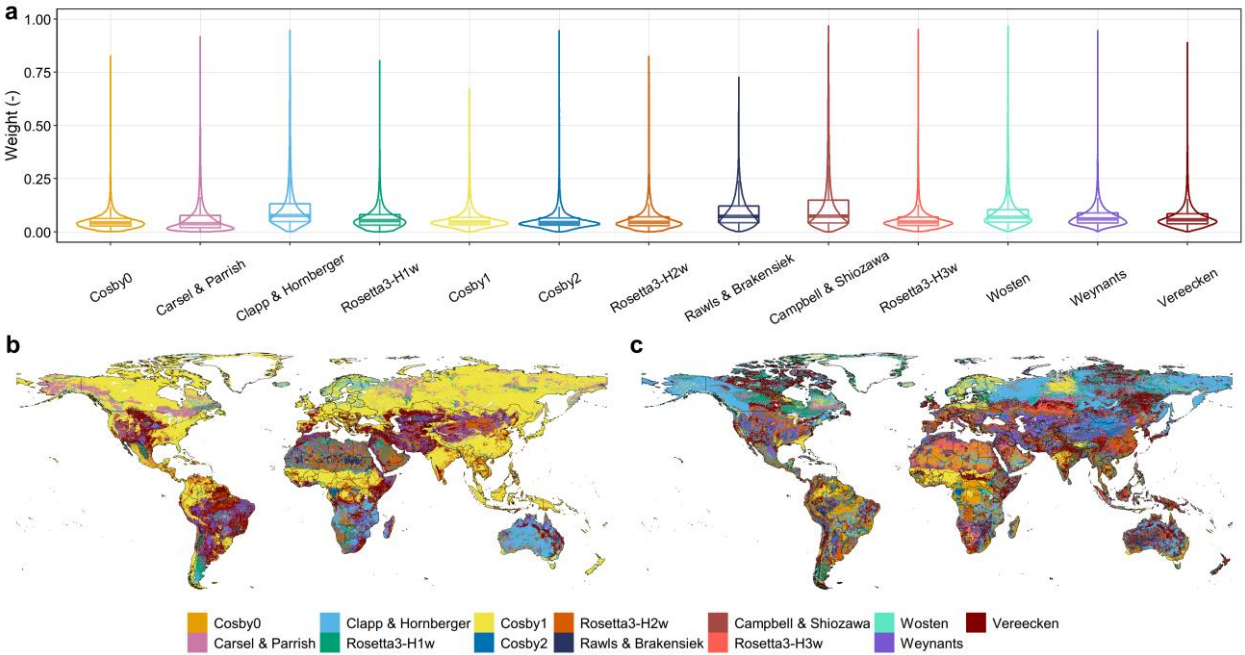 a
1.00
0.75
0.50
0.25
0.00
Weight (-)
Cosby0
Carsel & Parrish
Clapp & Hornberger
Rosetta3-H1w
Cosby1
Cosby2
Rosetta3-H2w
Rawls & Brakensiek
Campbell & Shiozawa
Rosetta3-H3w
Wosten
Weynants
Vereecken
b
c
Cosby0 Clapp & Hornberger Cosby1 Rosetta3-H2w Campbell & Shiozawa Wosten Vereecken
Carsel & Parrish Rosetta3-H1w Cosby2 Rawls & Brakensiek Rosetta3-H3w Weynants